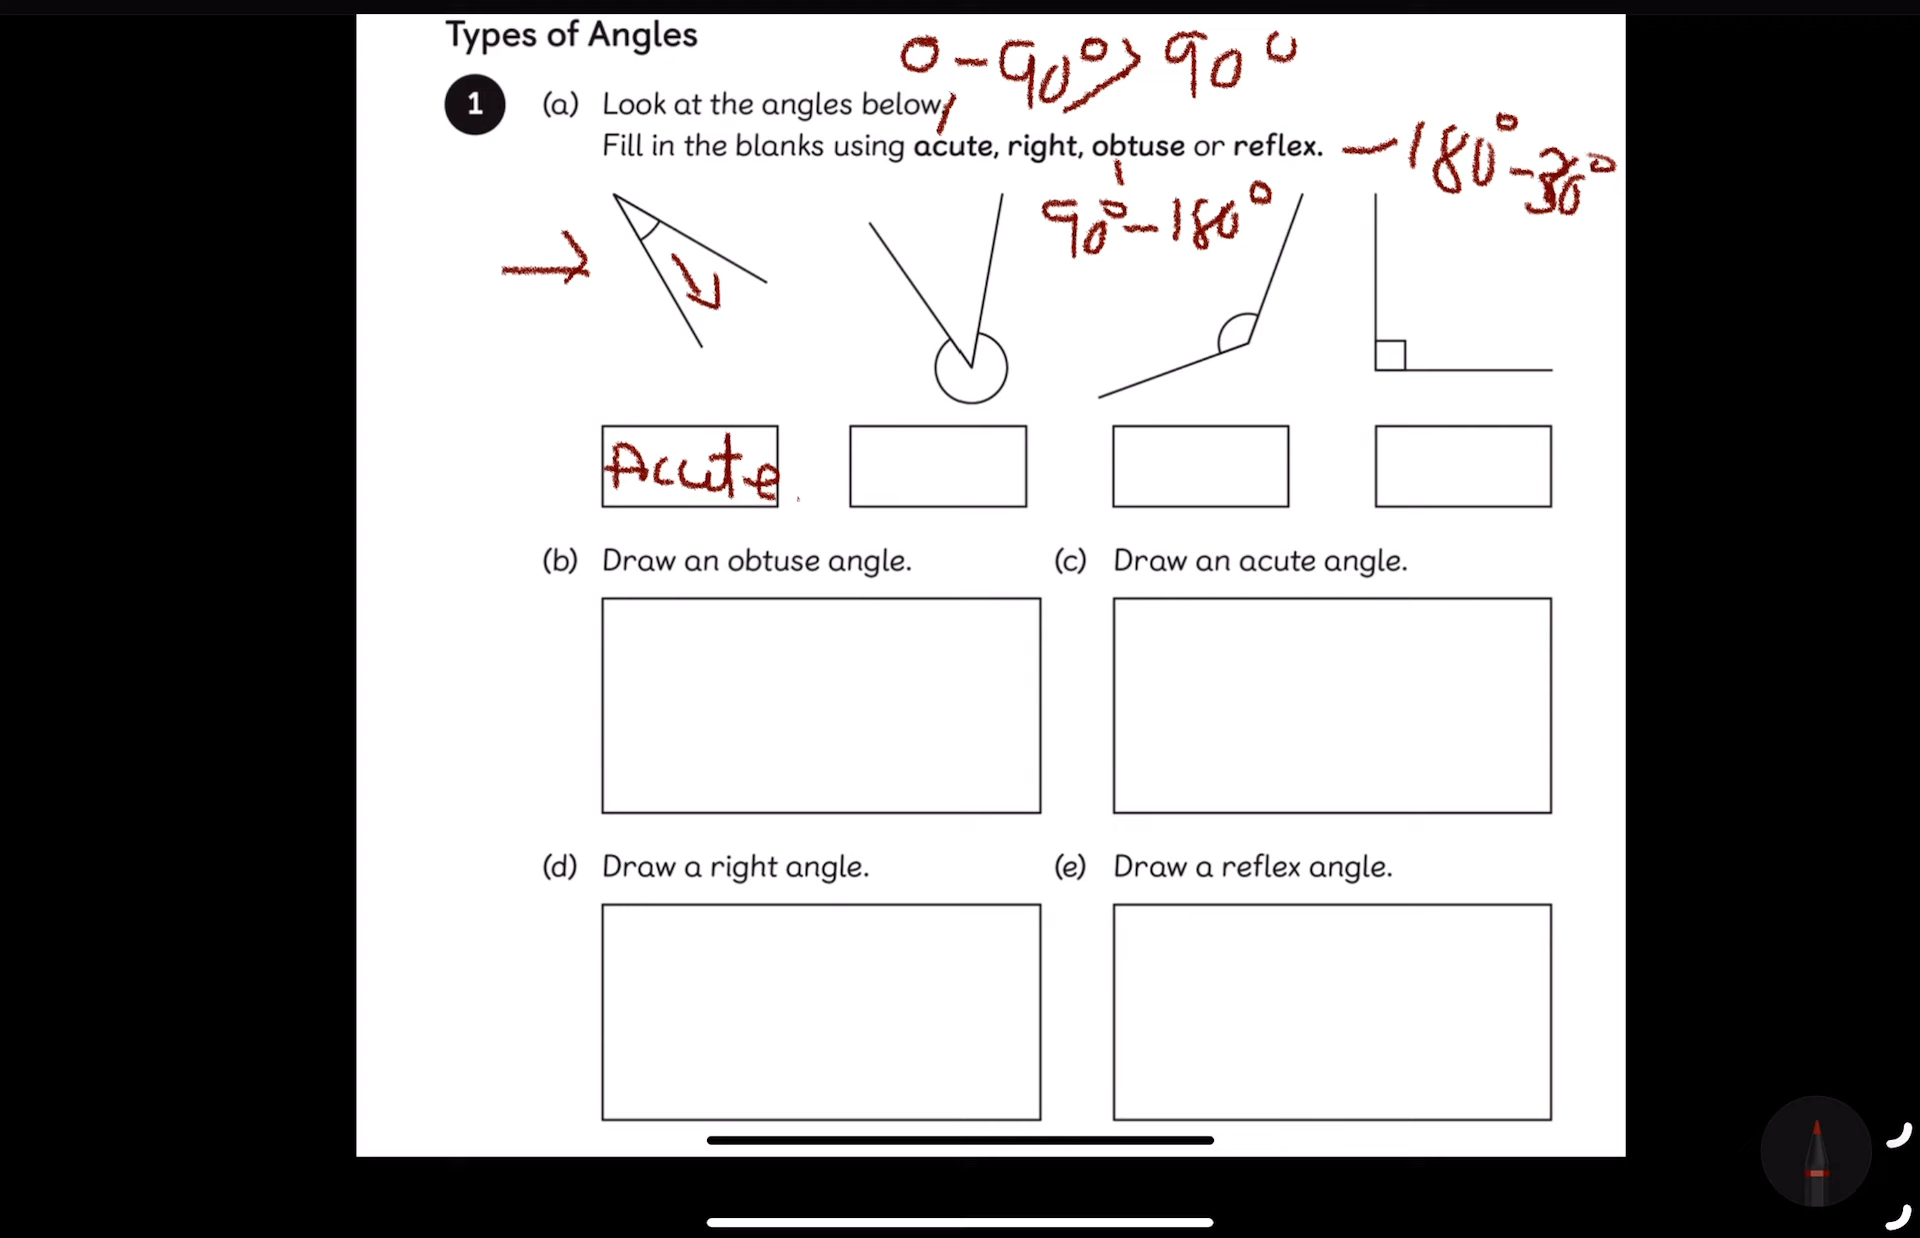 Types of Angles
0-90° > 90°
1 (a) Look at the angles below.
Fill in the blanks using acute, right, obtuse or reflex. - 180°-360°
90°-180°
Acute
(b) Draw an obtuse angle. (c) Draw an acute angle.
(d) Draw a right angle. (e) Draw a reflex angle.